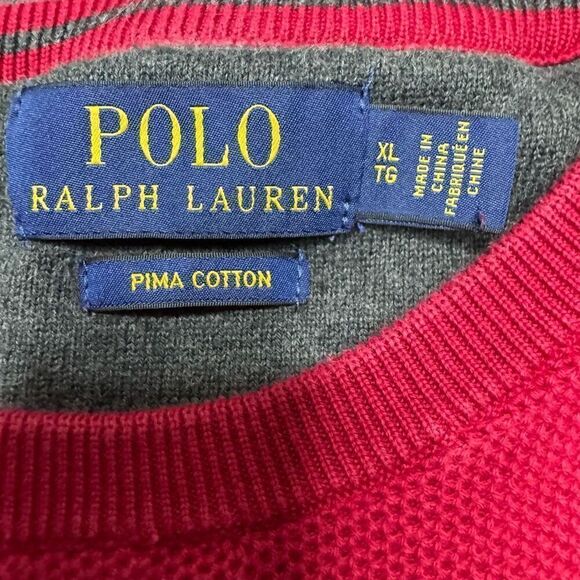 POLO
RALPH LAUREN
XL
TG
MADE IN
CHINA
FABRIQUÉ EN
CHINE
PIMA COTTON